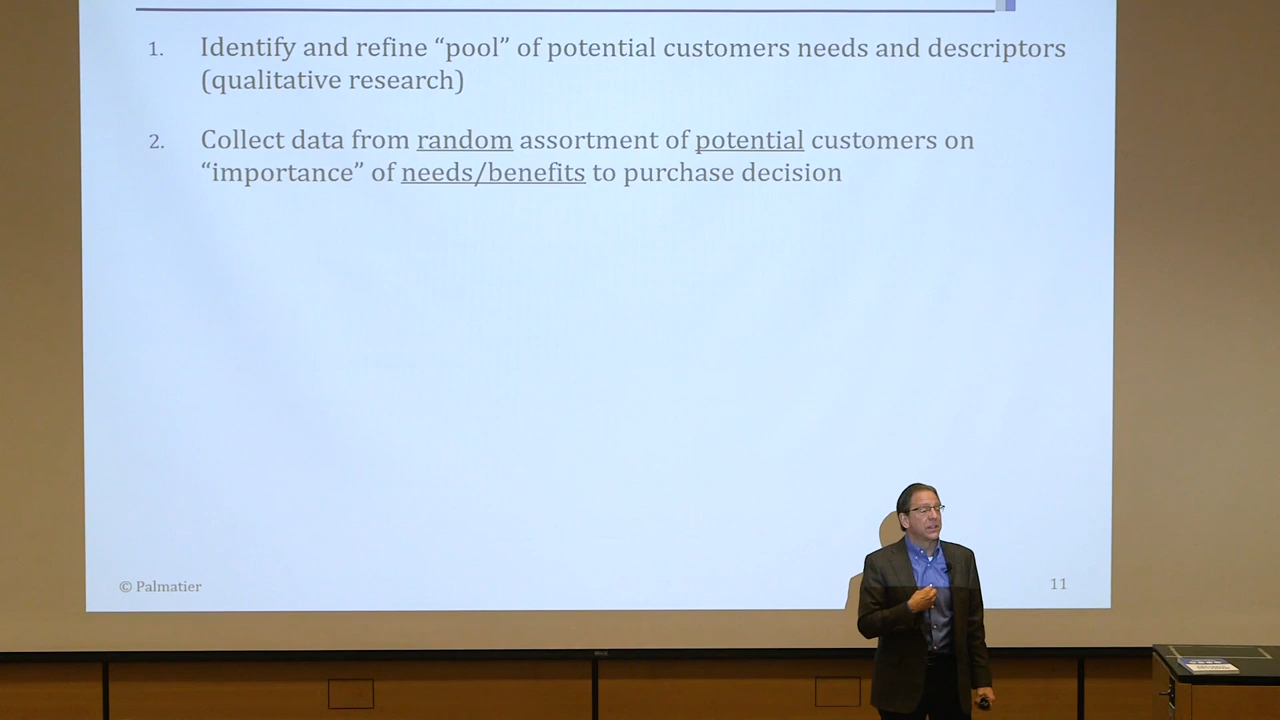 1. Identify and refine “pool” of potential customers needs and descriptors
(qualitative research)
2. Collect data from random assortment of potential customers on
“importance” of needs/benefits to purchase decision
© Palmatier
11